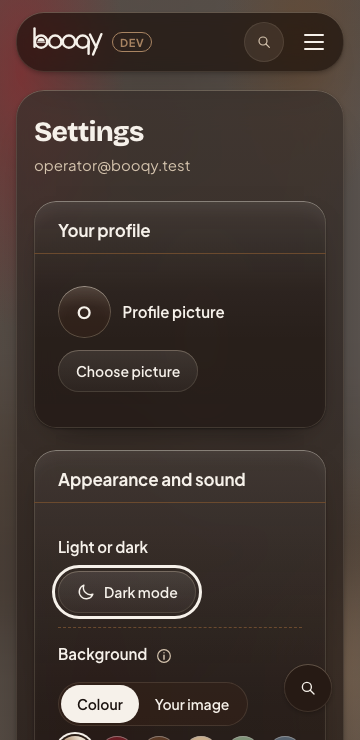 booqy DEV
Settings
operator@booqy.test
Your profile
O Profile picture
Choose picture
Appearance and sound
Light or dark
Dark mode
Background
Colour Your image